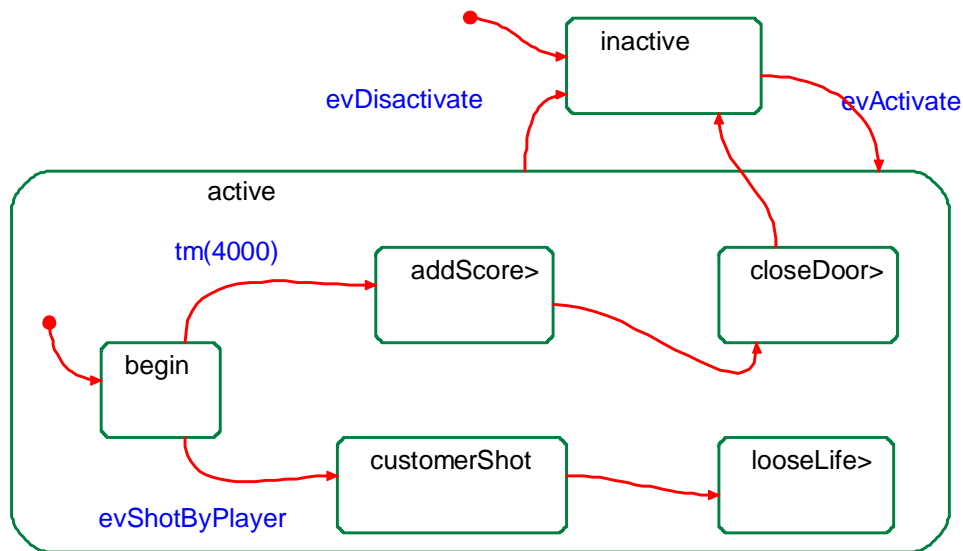 inactive
evDisactivate
evActivate
active
tm(4000)
addScore>
closeDoor>
begin
customerShot
looseLife>
evShotByPlayer